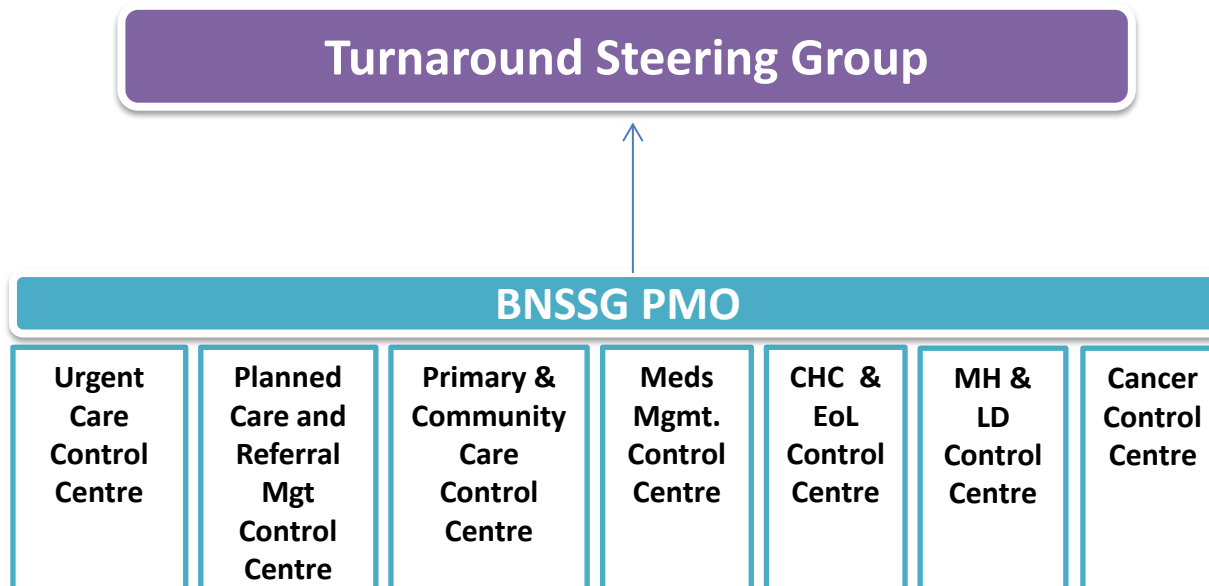 Turnaround Steering Group
BNSSG PMO
Urgent
Care
Control
Centre
Planned
Care and
Referral
Mgt
Control
Centre
Primary &
Community
Care
Control
Centre
Meds
Mgmt.
Control
Centre
CHC & 
EoL
Control
Centre
MH &
LD
Control
Centre
Cancer
Control
Centre